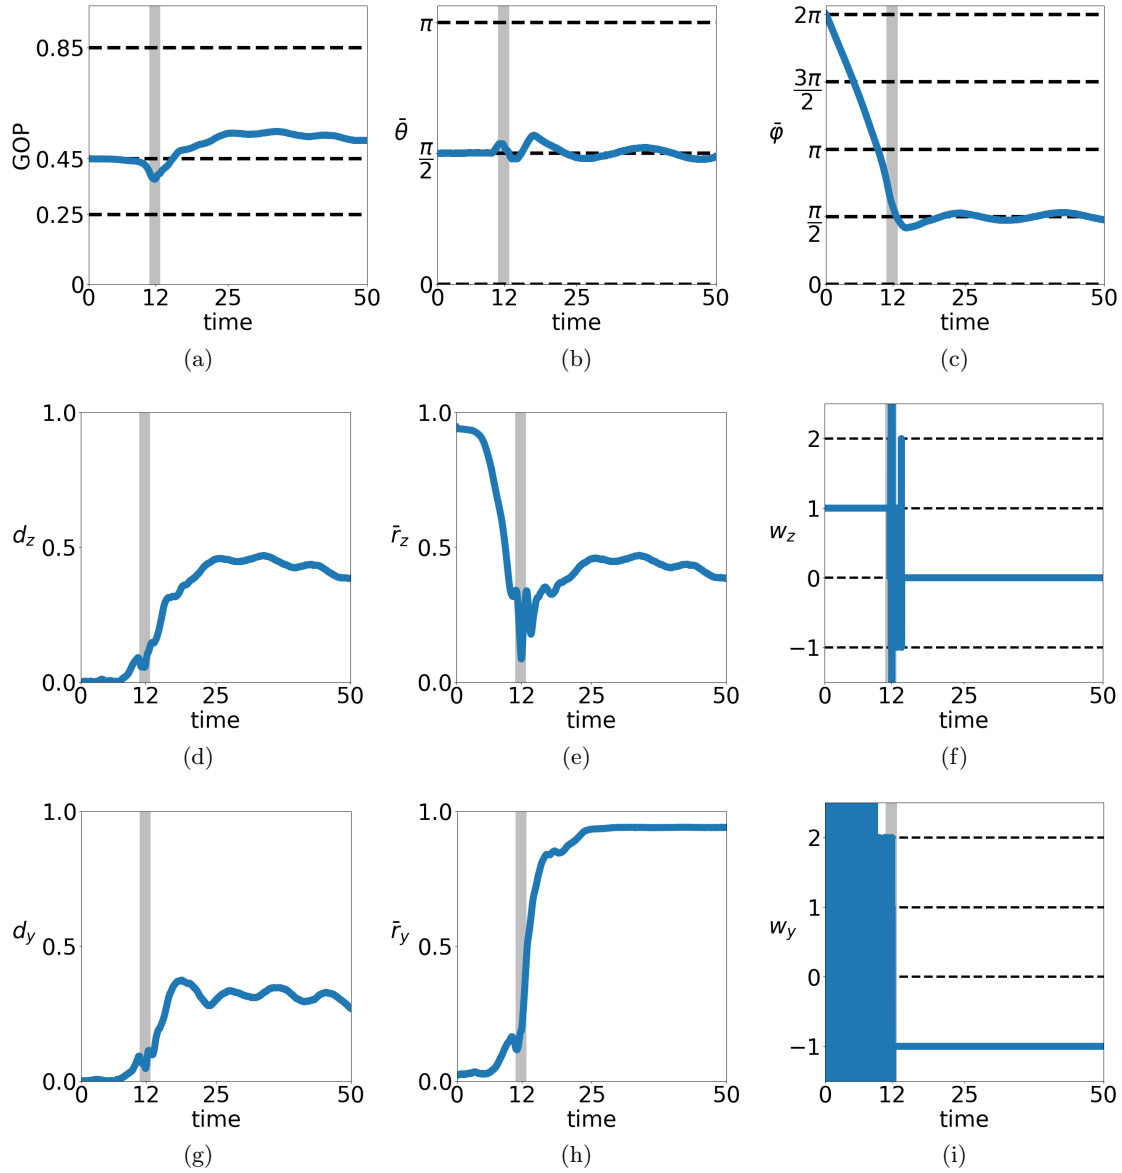 GOP
0.85
0.45
0.25
0
0 12 25 50
time
(a)
θ̄
π
π/2
0
0 12 25 50
time
(b)
φ̄
2π
3π/2
π
π/2
0
0 12 25 50
time
(c)
d_z
1.0
0.5
0.0
0 12 25 50
time
(d)
r̄_z
1.0
0.5
0.0
0 12 25 50
time
(e)
w_z
2
1
0
−1
0 12 25 50
time
(f)
d_y
1.0
0.5
0.0
0 12 25 50
time
(g)
r̄_y
1.0
0.5
0.0
0 12 25 50
time
(h)
w_y
2
1
0
−1
0 12 25 50
time
(i)